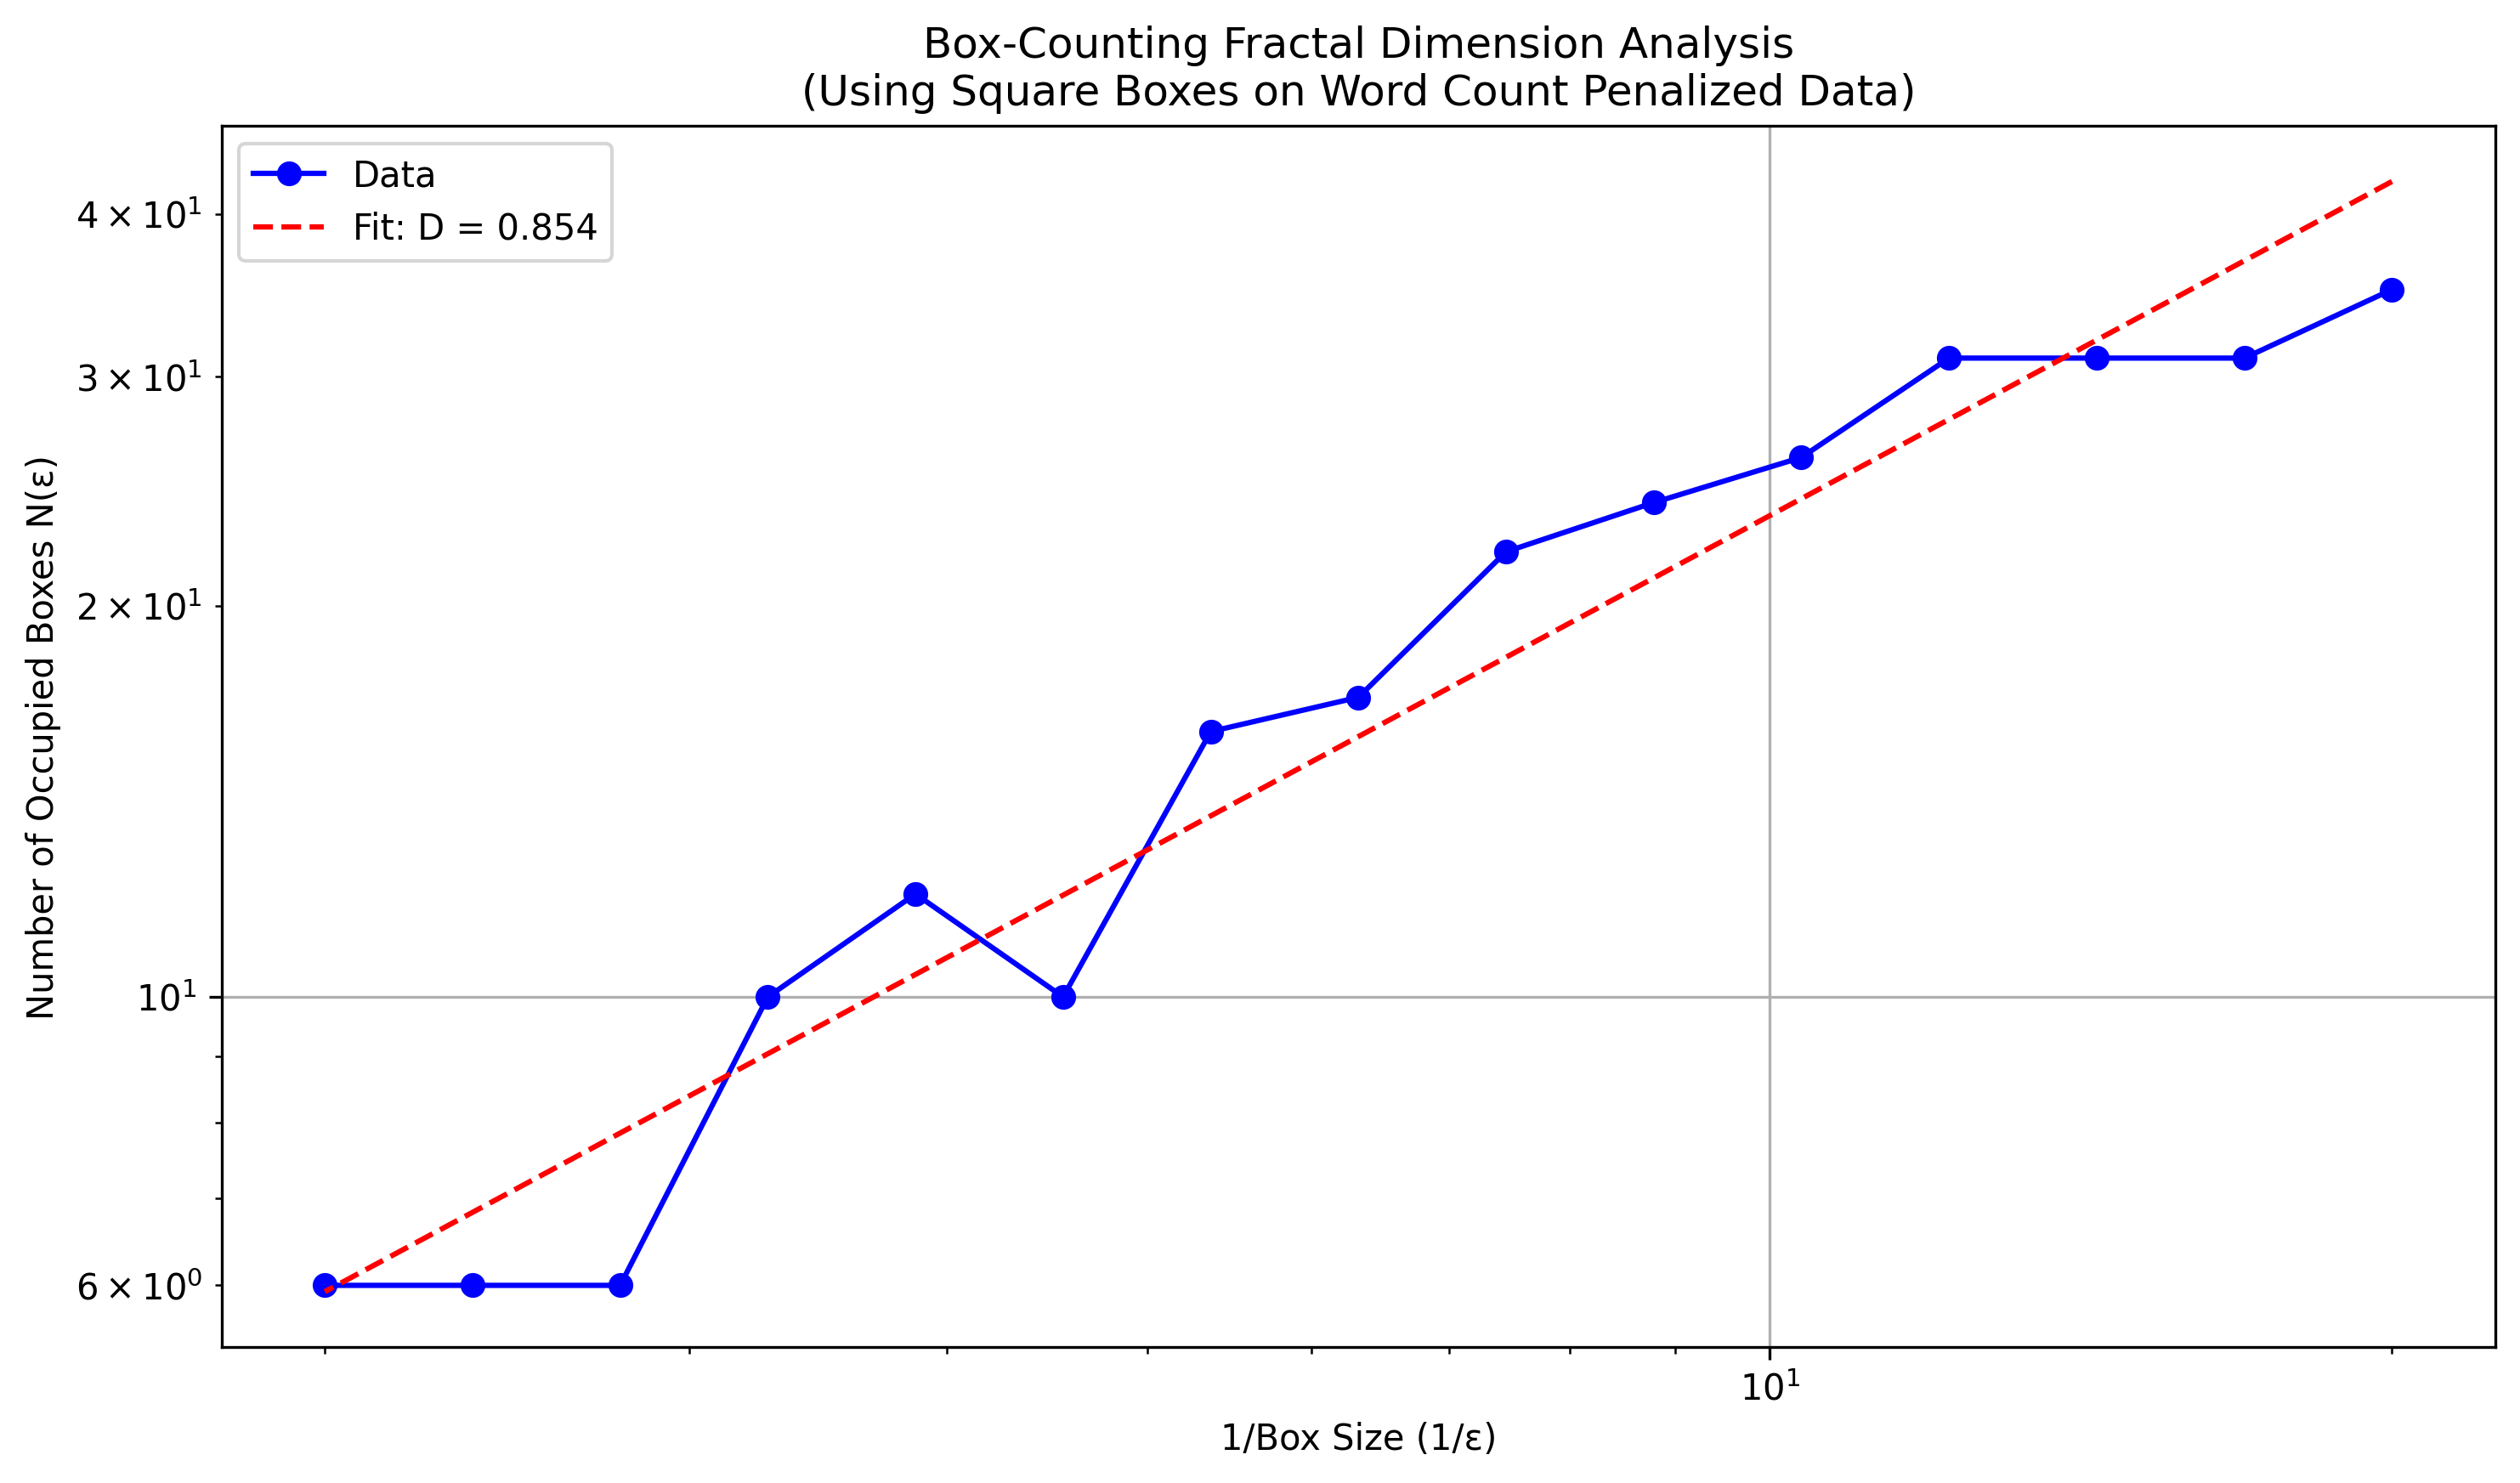 Box-Counting Fractal Dimension Analysis
(Using Square Boxes on Word Count Penalized Data)
Data
Fit: D = 0.854
4 × 10¹
3 × 10¹
2 × 10¹
10¹
6 × 10⁰
Number of Occupied Boxes N(ε)
10¹
1/Box Size (1/ε)